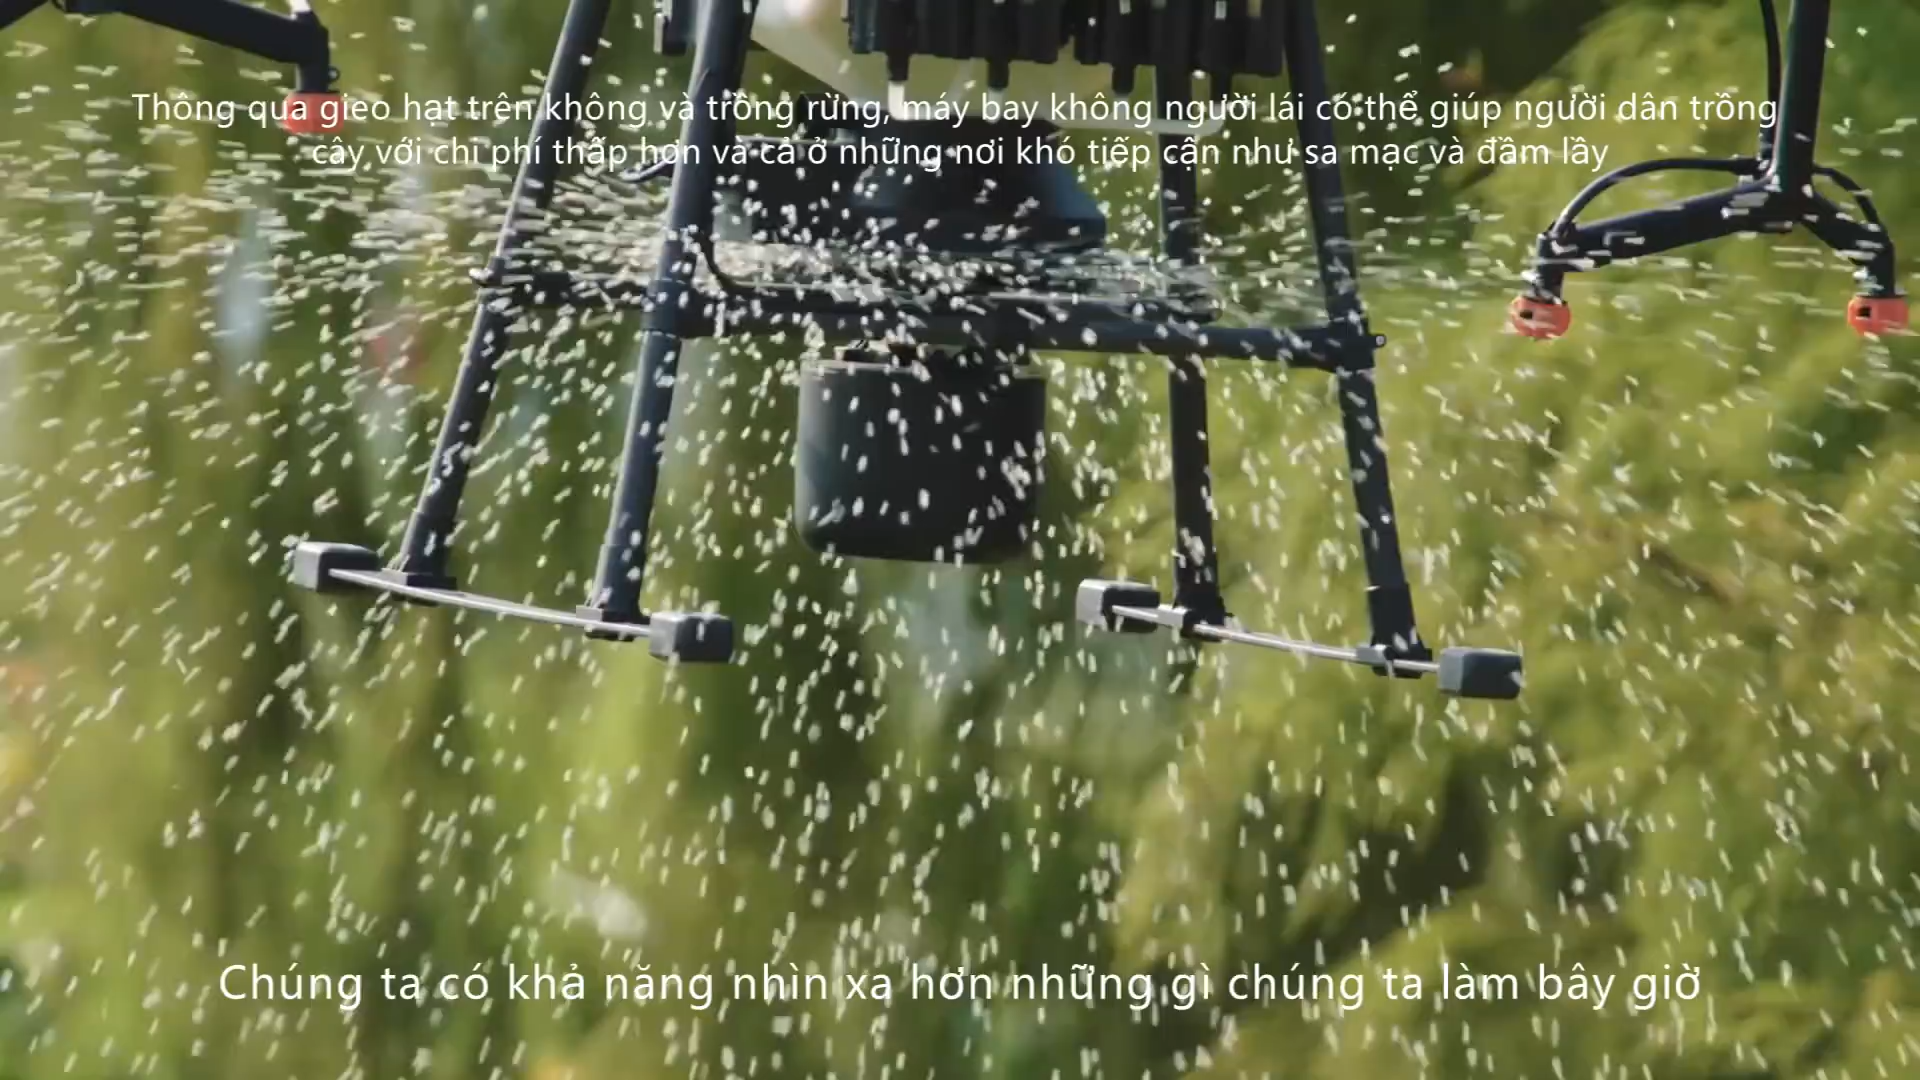 Thông qua gieo hạt trên không và trồng rừng, máy bay không người lái có thể giúp người dân trồng
cây với chi phí thấp hơn và cả ở những nơi khó tiếp cận như sa mạc và đầm lầy
Chúng ta có khả năng nhìn xa hơn những gì chúng ta làm bây giờ